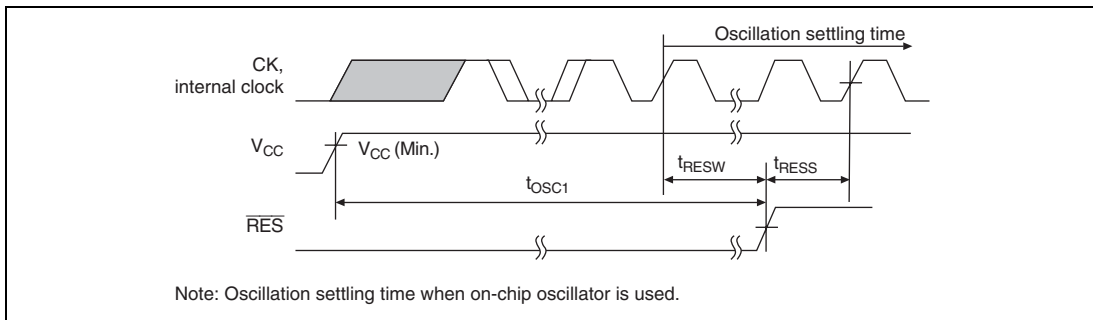 Oscillation settling time
CK,
internal clock
VCC
VCC (Min.)
tRESW
tRESS
tOSC1
RES
Note: Oscillation settling time when on-chip oscillator is used.